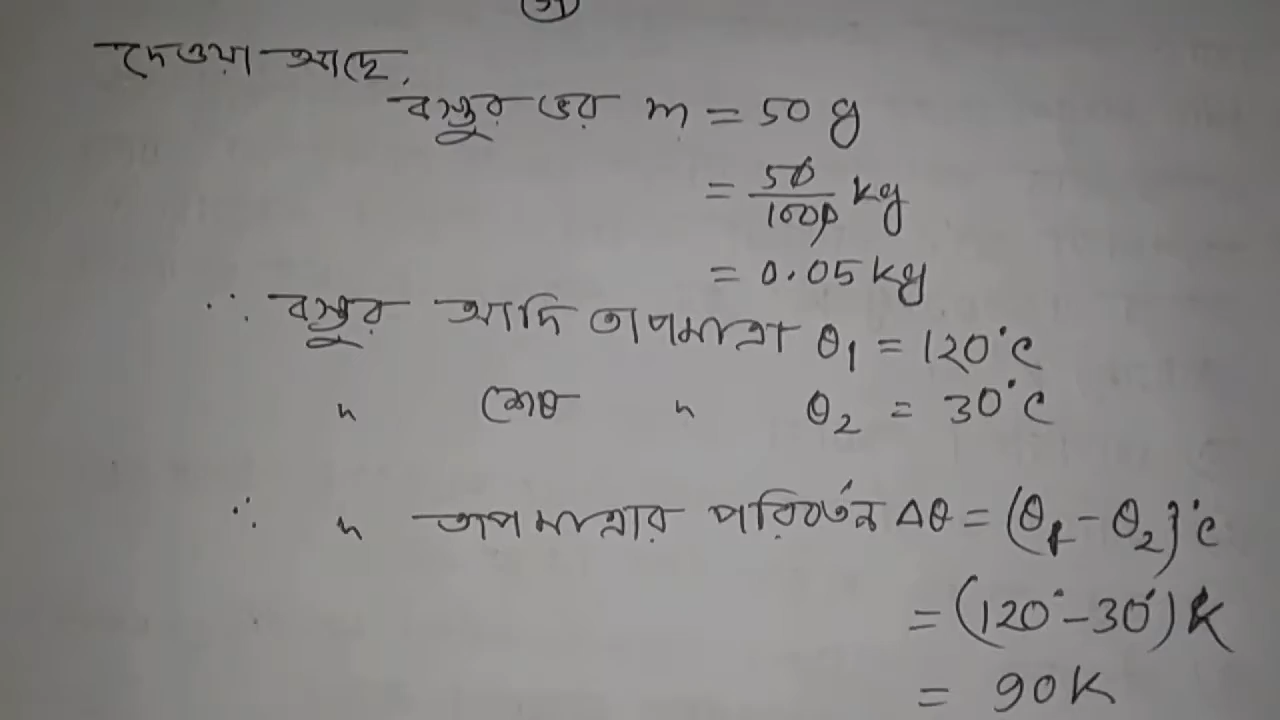 দেওয়া আছে,
বস্তুর ভর m = 50 g
= 50/1000 kg
= 0.05 kg
∴ বস্তুর আদি তাপমাত্রা θ₁ = 120°C
" শেষ " θ₂ = 30°C
∴ " তাপমাত্রার পরিবর্তন Δθ = (θ₁ - θ₂)°C
= (120° - 30°) K
= 90 K